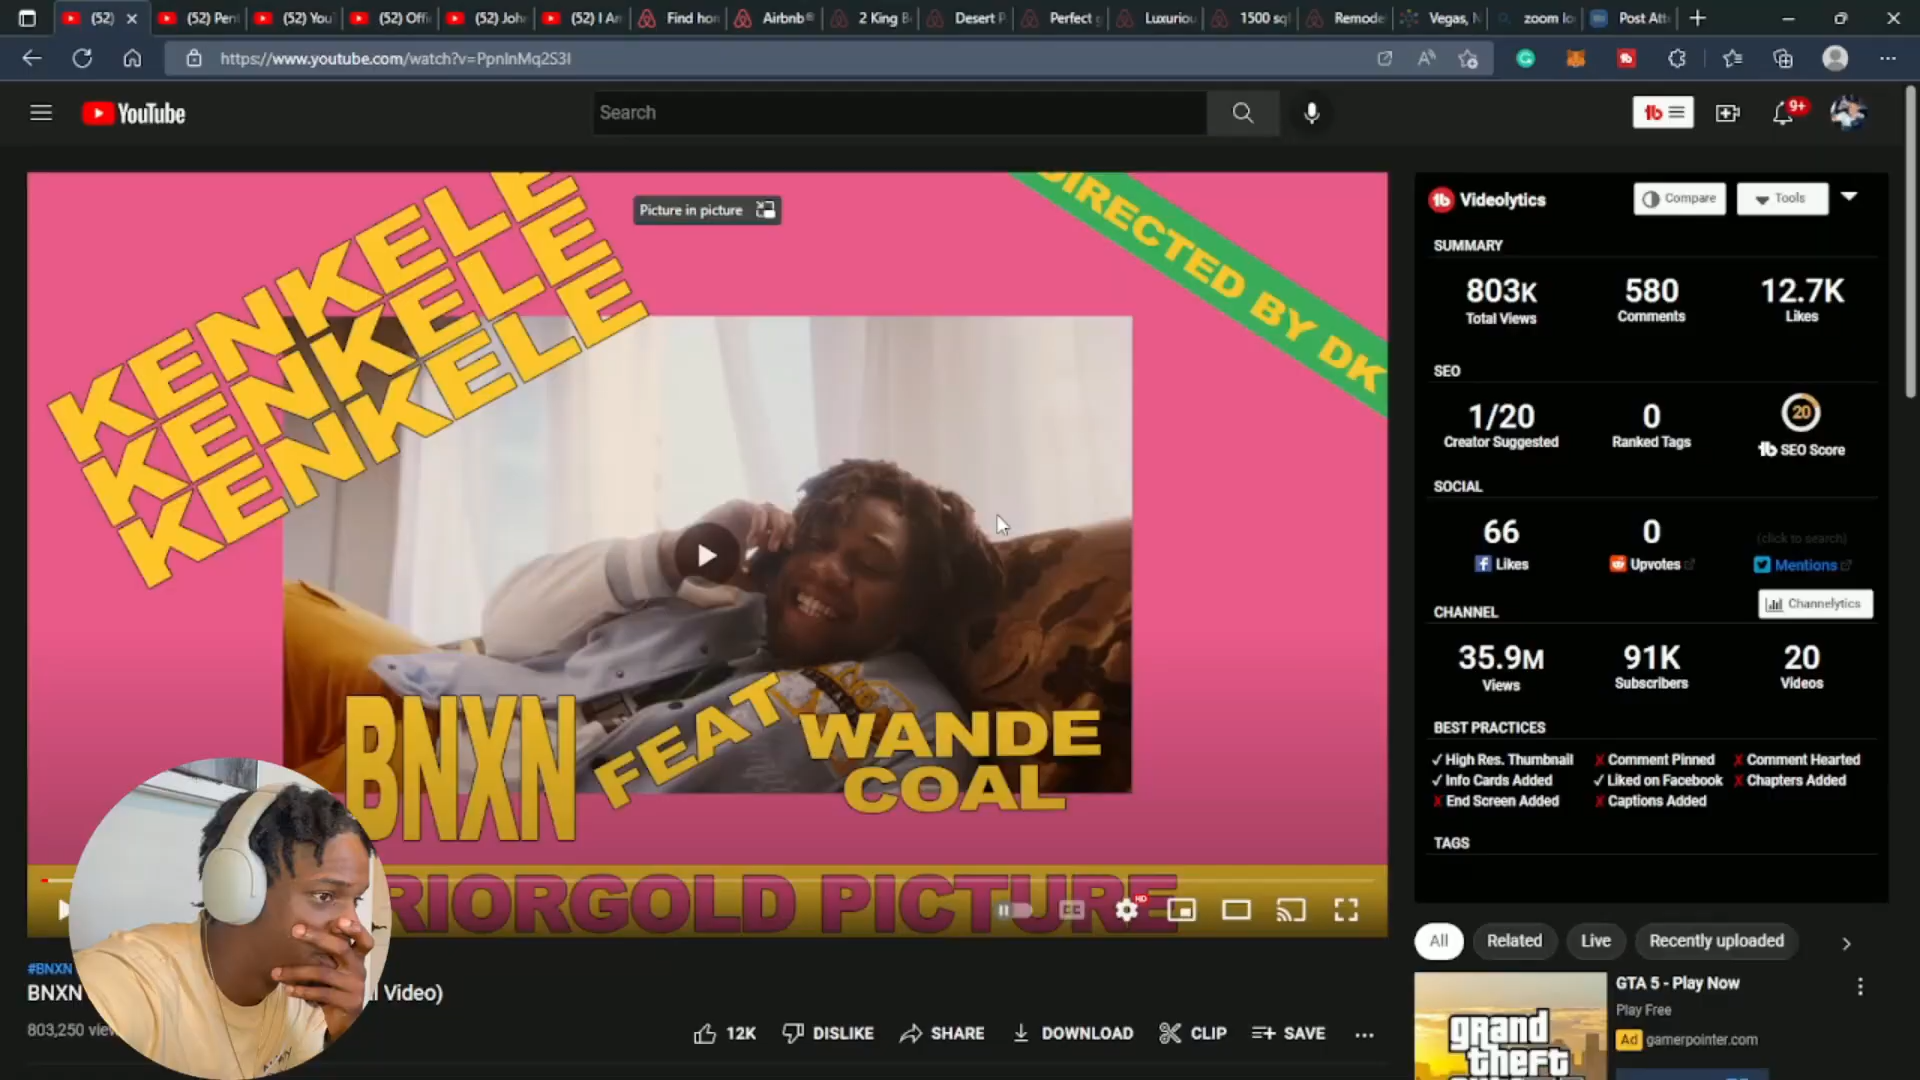 (52)
(52) Pent
(52) You
(52) Offi
(52) Joh
(52) I Am
Find hom
Airbnb®
2 King B
Desert P
Perfect g
Luxuriou
1500 sq
Remode
Vegas, N
zoom lo
Post Att
https://www.youtube.com/watch?v=PpnInMq2S3I
YouTube
Search
9+
Picture in picture
KENKELE
KENKELE
KENKELE
DIRECTED BY DK
BNXN
FEAT
WANDE
COAL
RIORGOLD PICTURE
HD
CC
#BNXN
BNXN
l Video)
803,250 vie
12K
DISLIKE
SHARE
DOWNLOAD
CLIP
SAVE
Videolytics
Compare
Tools
SUMMARY
803K
Total Views
580
Comments
12.7K
Likes
SEO
1/20
Creator Suggested
0
Ranked Tags
20
SEO Score
SOCIAL
66
Likes
0
Upvotes
(click to search)
Mentions
CHANNEL
Channelytics
35.9M
Views
91K
Subscribers
20
Videos
BEST PRACTICES
✓ High Res. Thumbnail
✗ Comment Pinned
✗ Comment Hearted
✓ Info Cards Added
✓ Liked on Facebook
✗ Chapters Added
✗ End Screen Added
✗ Captions Added
TAGS
All
Related
Live
Recently uploaded
grand
theft
GTA 5 - Play Now
Play Free
Ad gamerpointer.com